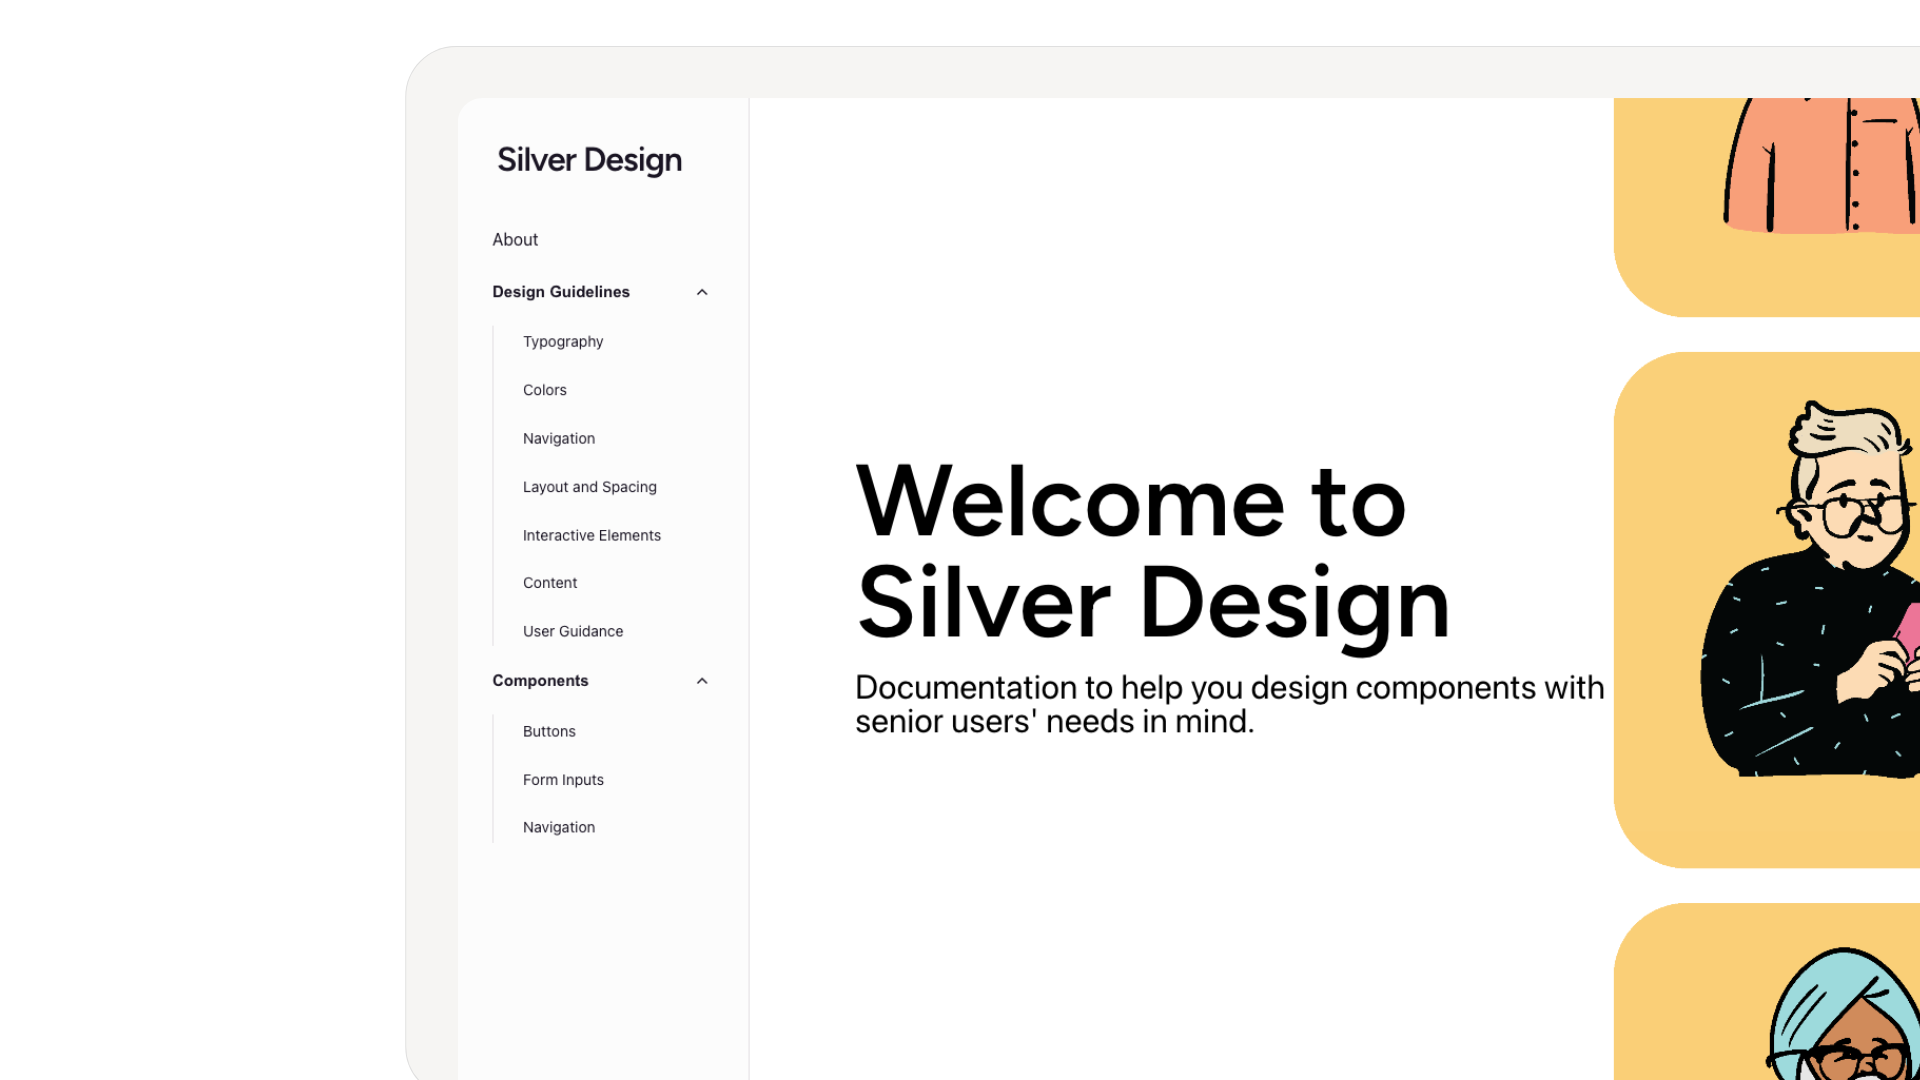 Silver Design
About
Design Guidelines
Typography
Colors
Navigation
Layout and Spacing
Interactive Elements
Content
User Guidance
Components
Buttons
Form Inputs
Navigation
Welcome to
Silver Design
Documentation to help you design components with
senior users' needs in mind.